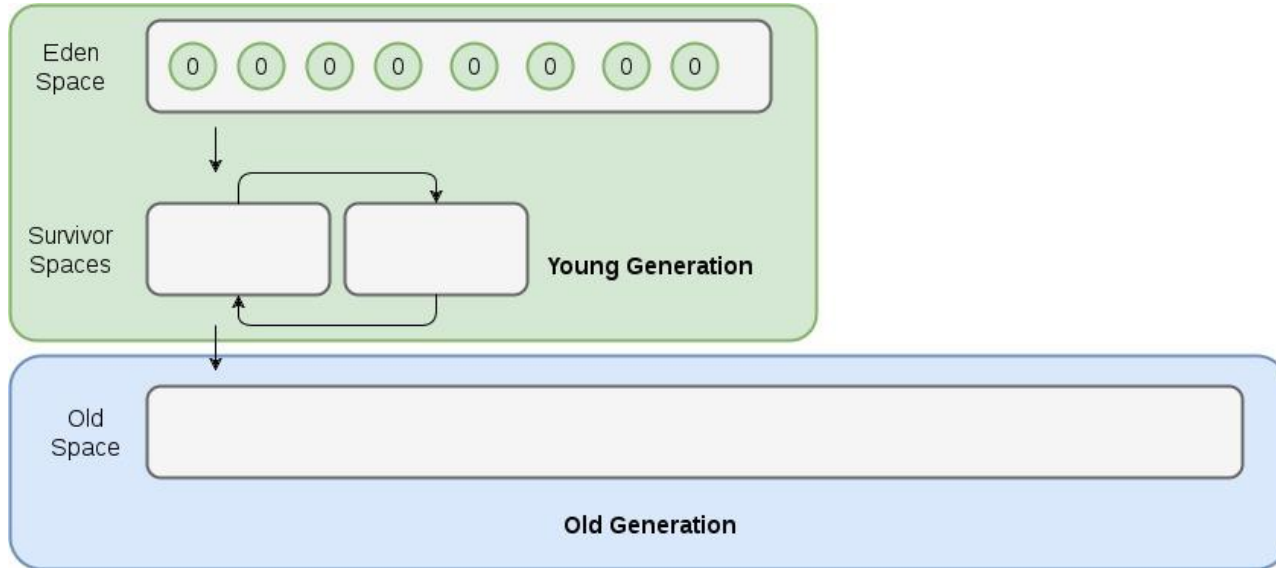 Eden
Space
0 0 0 0 0 0 0 0
Survivor
Spaces
Young Generation
Old
Space
Old Generation